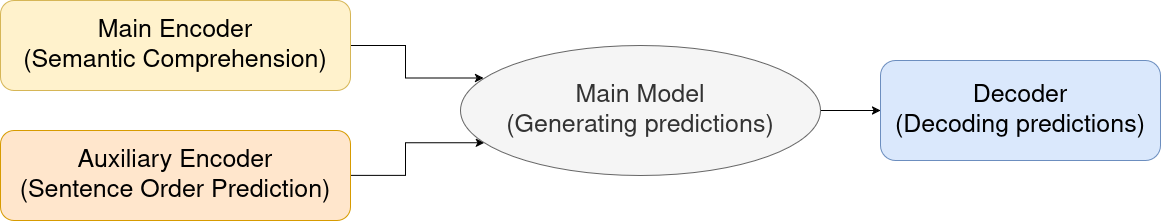 Main Encoder
(Semantic Comprehension)
Auxiliary Encoder
(Sentence Order Prediction)
Main Model
(Generating predictions)
Decoder
(Decoding predictions)